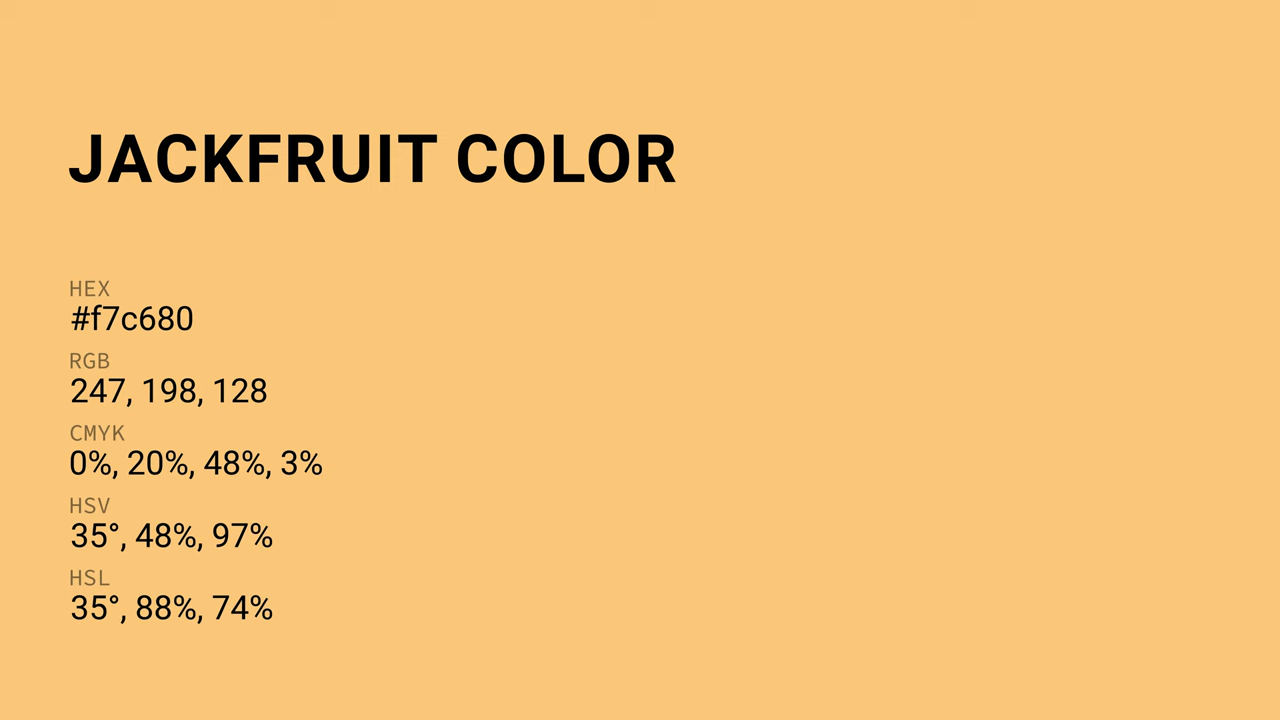 JACKFRUIT COLOR
HEX
#f7c680
RGB
247, 198, 128
CMYK
0%, 20%, 48%, 3%
HSV
35°, 48%, 97%
HSL
35°, 88%, 74%